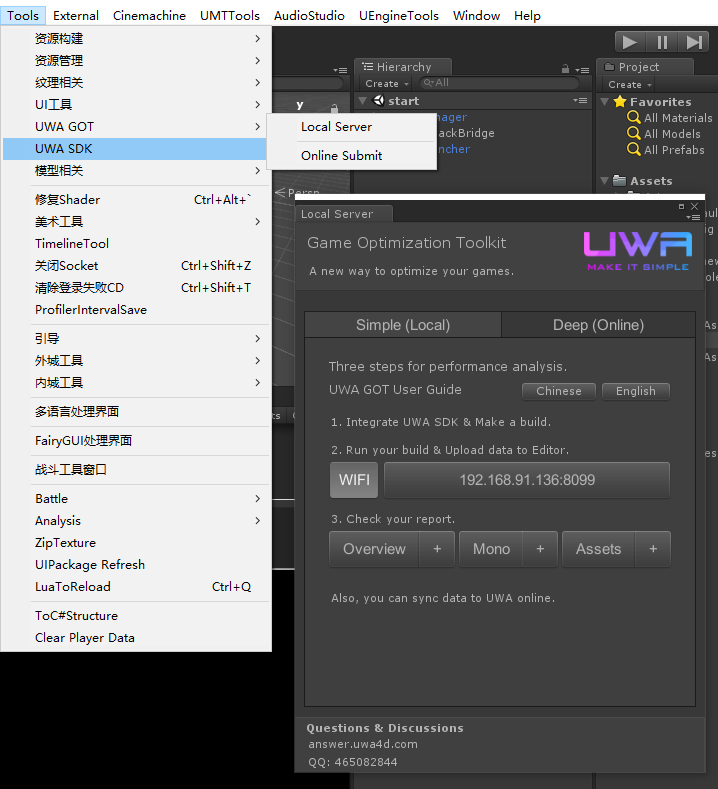 Tools External Cinemachine UMTTools AudioStudio UEngineTools Window Help
资源构建
资源管理
纹理相关
UI工具
UWA GOT
UWA SDK
模型相关
修复Shader Ctrl+Alt+`
美术工具
TimelineTool
关闭Socket Ctrl+Shift+Z
清除登录失败CD Ctrl+Shift+T
ProfilerIntervalSave
引导
外城工具
内城工具
多语言处理界面
FairyGUI处理界面
战斗工具窗口
Battle
Analysis
ZipTexture
UIPackage Refresh
LuaToReload Ctrl+Q
ToC#Structure
Clear Player Data
Local Server
Online Submit
y
Persp
Hierarchy
Create
All
start
ackBridge
Project
Create
Favorites
All Materials
All Models
All Prefabs
Assets
Local Server
Game Optimization Toolkit
A new way to optimize your games.
UWA
MAKE IT SIMPLE
Simple (Local) Deep (Online)
Three steps for performance analysis.
UWA GOT User Guide Chinese English
1. Integrate UWA SDK & Make a build.
2. Run your build & Upload data to Editor.
WIFI 192.168.91.136:8099
3. Check your report.
Overview + Mono + Assets +
Also, you can sync data to UWA online.
Questions & Discussions
answer.uwa4d.com
QQ: 465082844